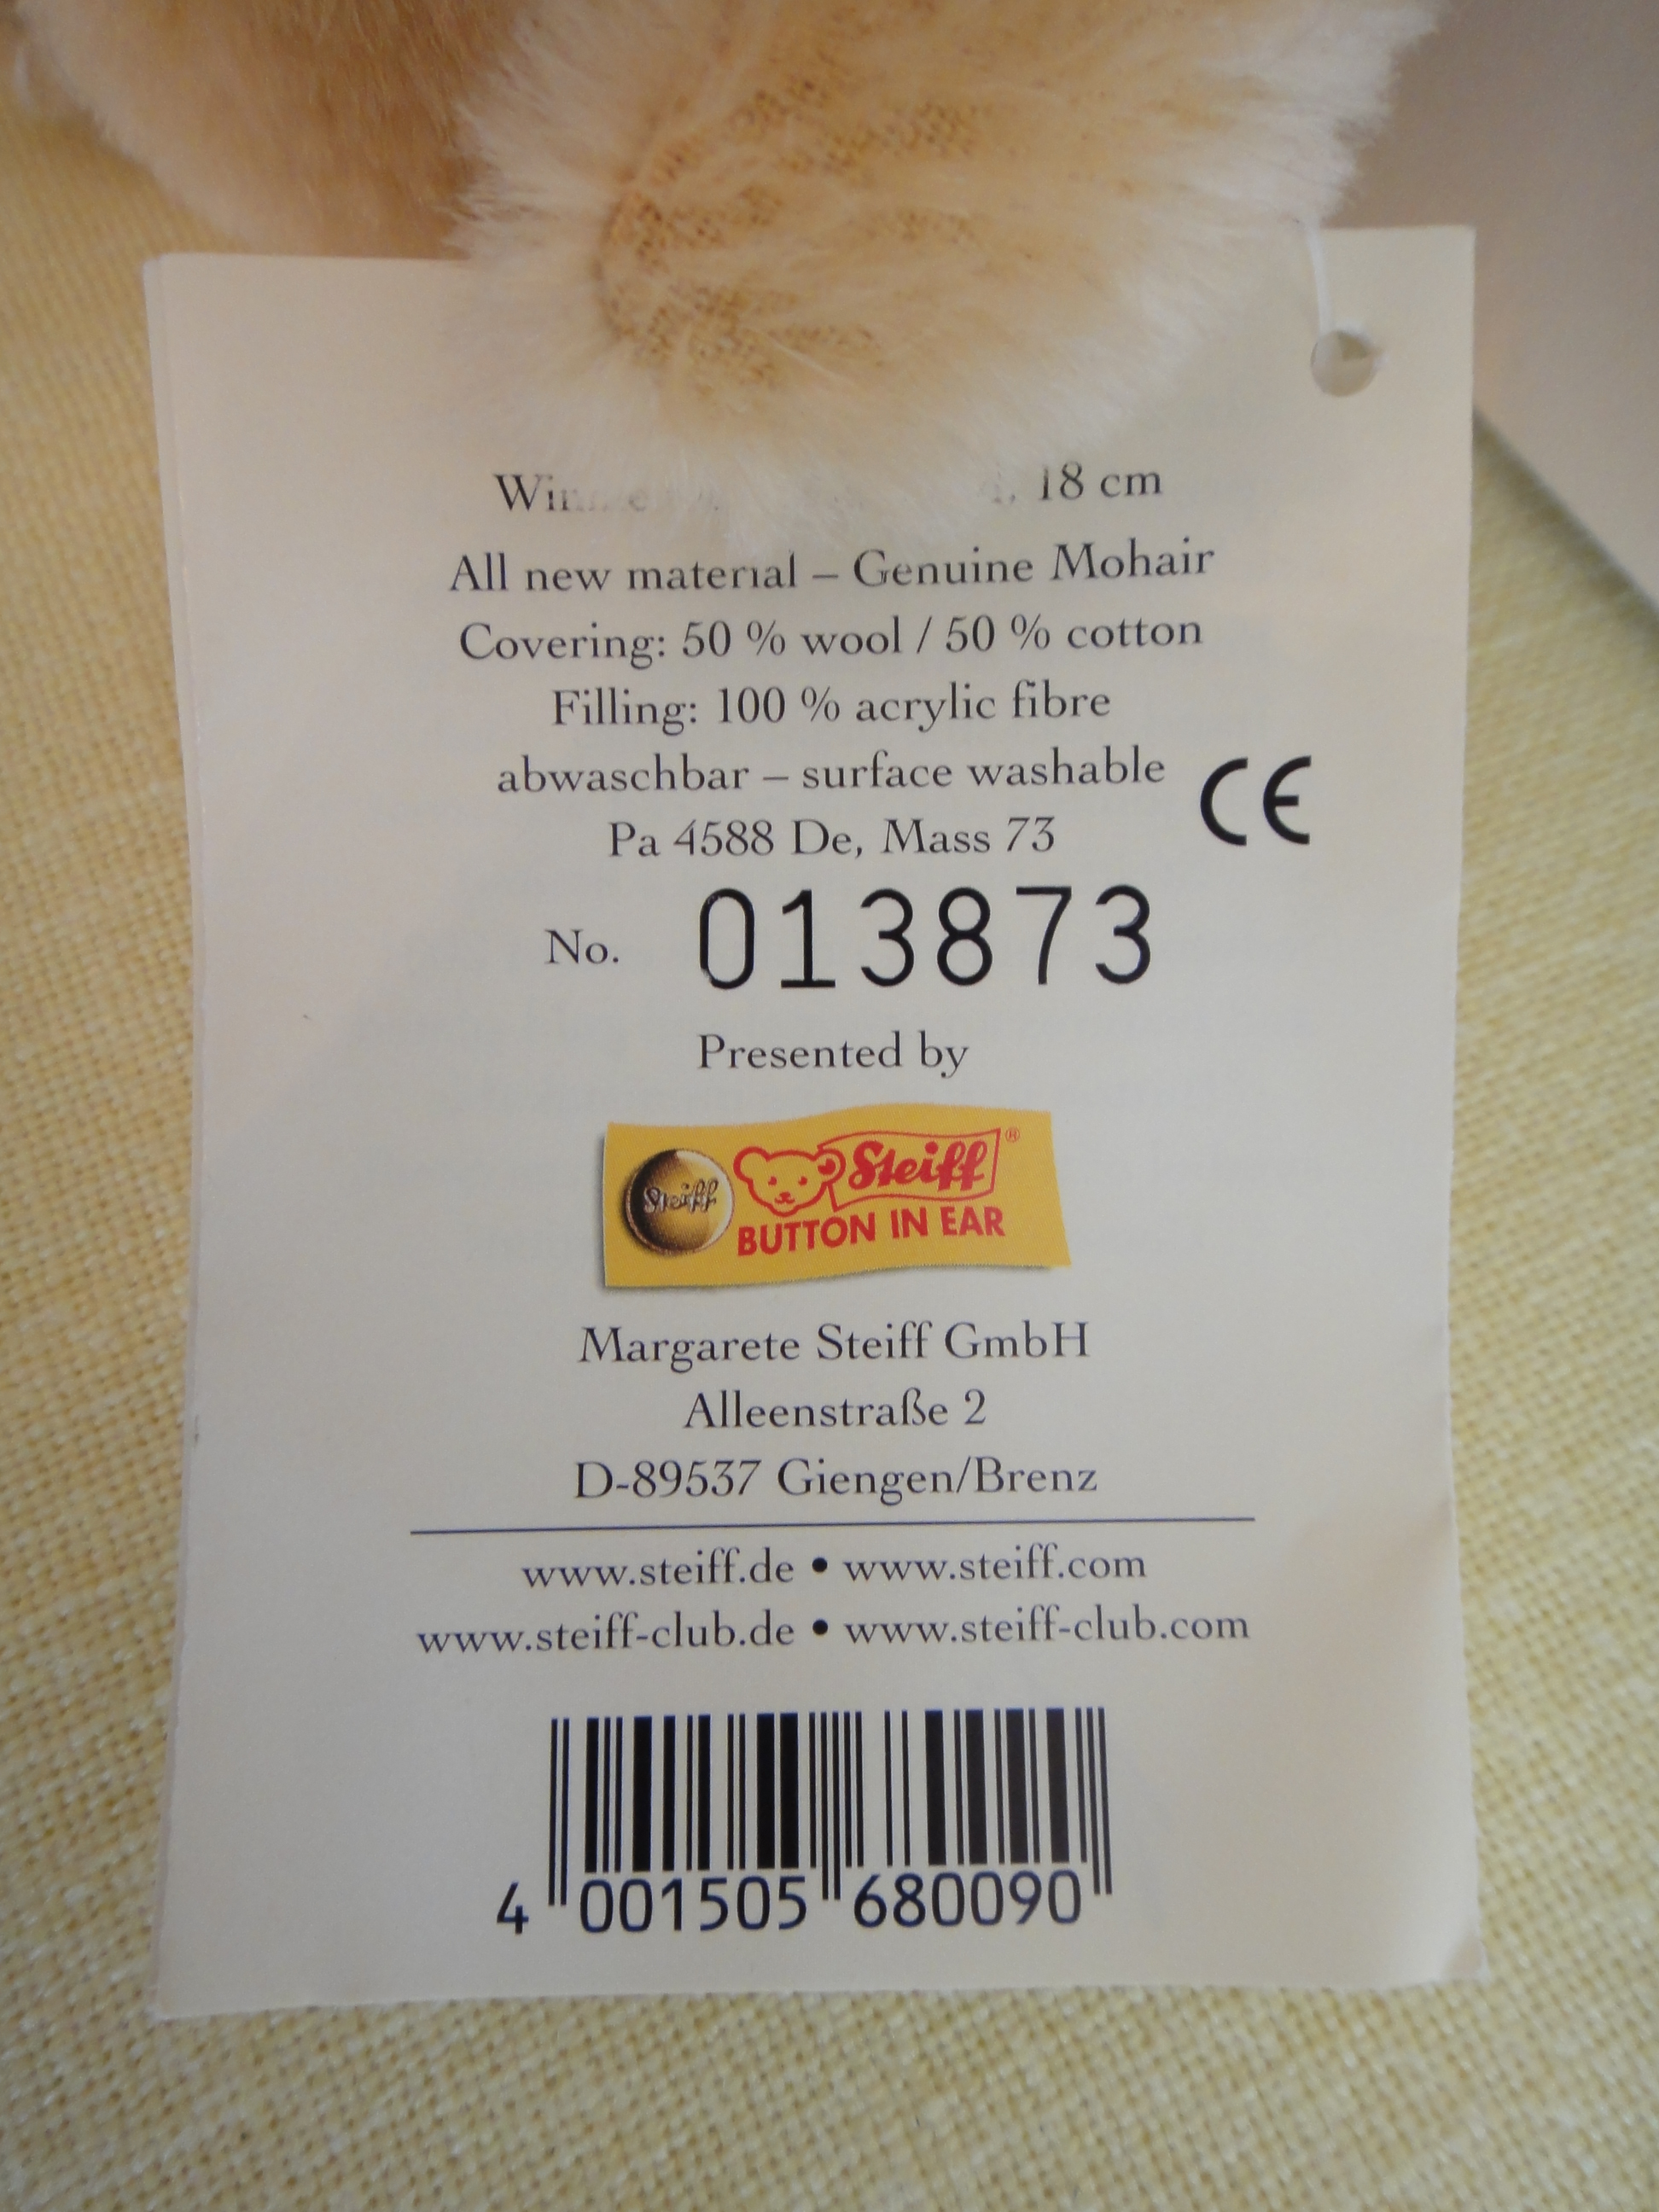 18 cm
All new material – Genuine Mohair
Covering: 50 % wool / 50 % cotton
Filling: 100 % acrylic fibre
abwaschbar – surface washable
CE
Pa 4588 De, Mass 73
No. 013873
Presented by
Steiff
Steiff®
BUTTON IN EAR
Margarete Steiff GmbH
Alleenstraße 2
D-89537 Giengen/Brenz
www.steiff.de • www.steiff.com
www.steiff-club.de • www.steiff-club.com
4 001505 680090